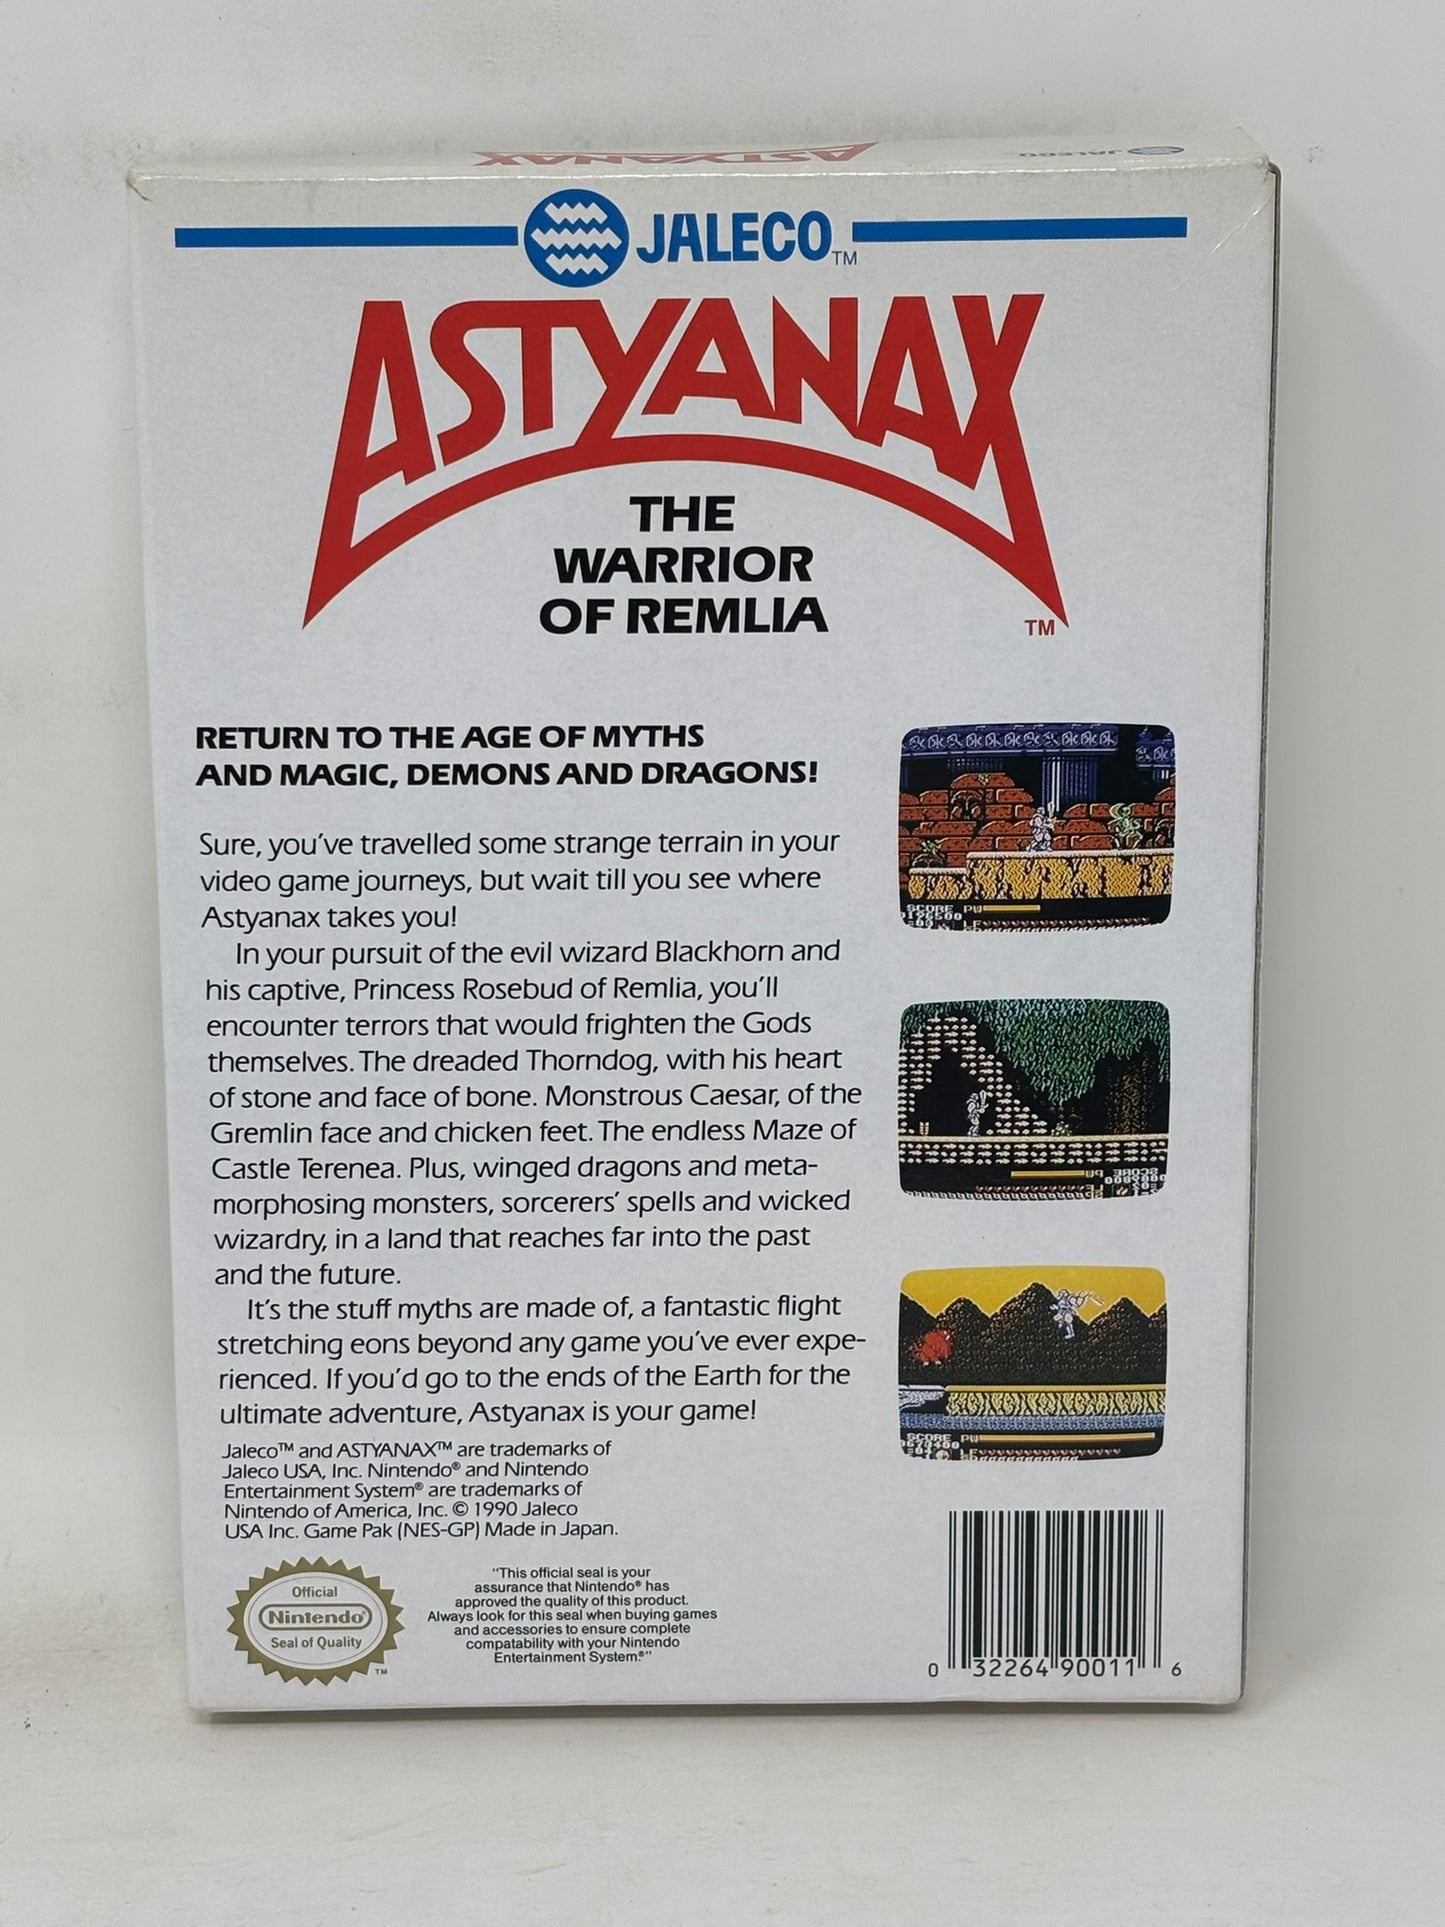 ASTYANAX
JALECO
JALECO™
ASTYANAX
THE
WARRIOR
OF REMLIA
™
RETURN TO THE AGE OF MYTHS
AND MAGIC, DEMONS AND DRAGONS!
Sure, you've travelled some strange terrain in your
video game journeys, but wait till you see where
Astyanax takes you!
In your pursuit of the evil wizard Blackhorn and
his captive, Princess Rosebud of Remlia, you'll
encounter terrors that would frighten the Gods
themselves. The dreaded Thorndog, with his heart
of stone and face of bone. Monstrous Caesar, of the
Gremlin face and chicken feet. The endless Maze of
Castle Terenea. Plus, winged dragons and meta-
morphosing monsters, sorcerers' spells and wicked
wizardry, in a land that reaches far into the past
and the future.
It's the stuff myths are made of, a fantastic flight
stretching eons beyond any game you've ever expe-
rienced. If you'd go to the ends of the Earth for the
ultimate adventure, Astyanax is your game!
Jaleco™ and ASTYANAX™ are trademarks of
Jaleco USA, Inc. Nintendo® and Nintendo
Entertainment System® are trademarks of
Nintendo of America, Inc. © 1990 Jaleco
USA Inc. Game Pak (NES-GP) Made in Japan.
SCORE PW
SCORE PW
SCORE PW
Official
Nintendo®
Seal of Quality
™
"This official seal is your
assurance that Nintendo® has
approved the quality of this product.
Always look for this seal when buying games
and accessories to ensure complete
compatability with your Nintendo
Entertainment System®"
0 32264 90011 6